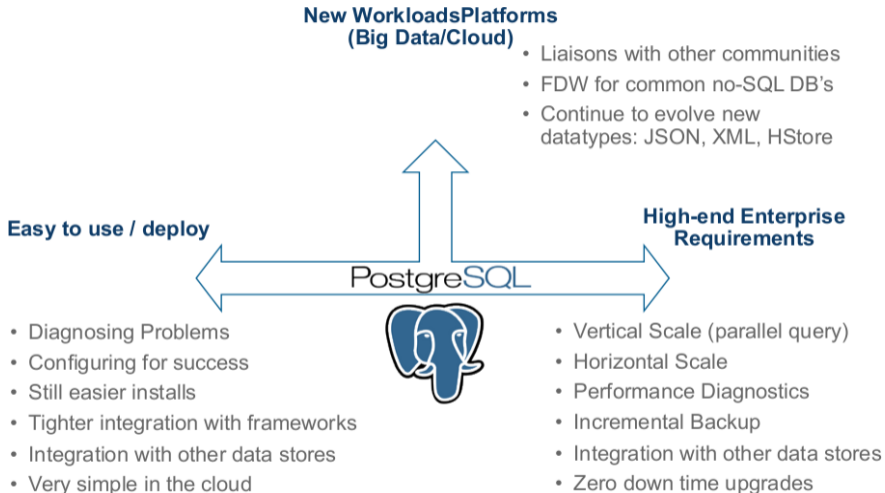 New WorkloadsPlatforms
(Big Data/Cloud)
• Liaisons with other communities
• FDW for common no-SQL DB's
• Continue to evolve new
datatypes: JSON, XML, HStore
Easy to use / deploy
High-end Enterprise
Requirements
PostgreSQL
• Diagnosing Problems
• Configuring for success
• Still easier installs
• Tighter integration with frameworks
• Integration with other data stores
• Very simple in the cloud
• Vertical Scale (parallel query)
• Horizontal Scale
• Performance Diagnostics
• Incremental Backup
• Integration with other data stores
• Zero down time upgrades